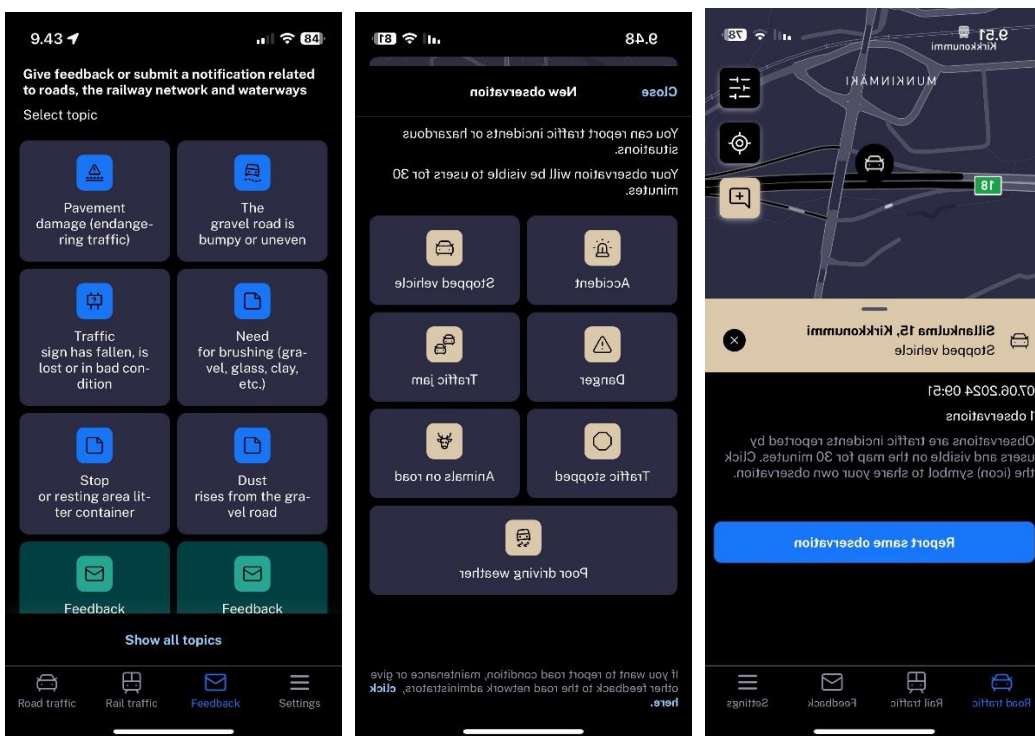 9.43
84
Give feedback or submit a notification related
to roads, the railway network and waterways
Select topic
Pavement
damage (endange-
ring traffic)
The
gravel road is
bumpy or uneven
Traffic
sign has fallen, is
lost or in bad con-
dition
Need
for brushing (gra-
vel, glass, clay,
etc.)
Stop
or resting area lit-
ter container
Dust
rises from the gra-
vel road
Feedback
Feedback
Show all topics
Road traffic
Rail traffic
Feedback
Settings
9.48
81
Close
New observation
You can report traffic incidents or hazardous
situations.
Your observation will be visible to users for 30
minutes.
Accident
Stopped vehicle
Danger
Traffic jam
Traffic stopped
Animals on road
Poor driving weather
If you want to report road condition, maintenance or give
other feedback to the road network administrators, click
here.
9.51
78
Kirkkonummi
MUNKINMÄKI
18
Sillankulma 15, Kirkkonummi
Stopped vehicle
07.06.2024 09:51
1 observations
Observations are traffic incidents reported by
users and visible on the map for 30 minutes. Click
the (icon) symbol to share your own observation.
Report same observation
Road traffic
Rail traffic
Feedback
Settings